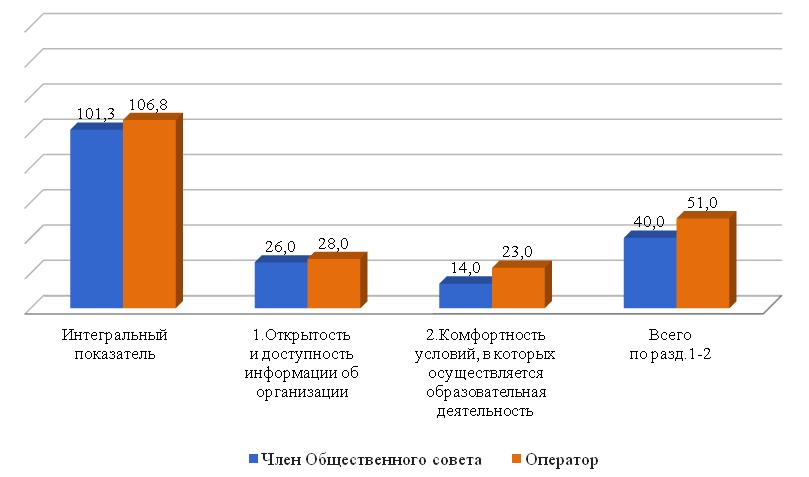 101,3
106,8
26,0
28,0
14,0
23,0
40,0
51,0
Интегральный
показатель
1.Открытость
и доступность
информации об
организации
2.Комфортность
условий, в которых
осуществляется
образовательная
деятельность
Всего
по разд.1-2
Член Общественного совета
Оператор